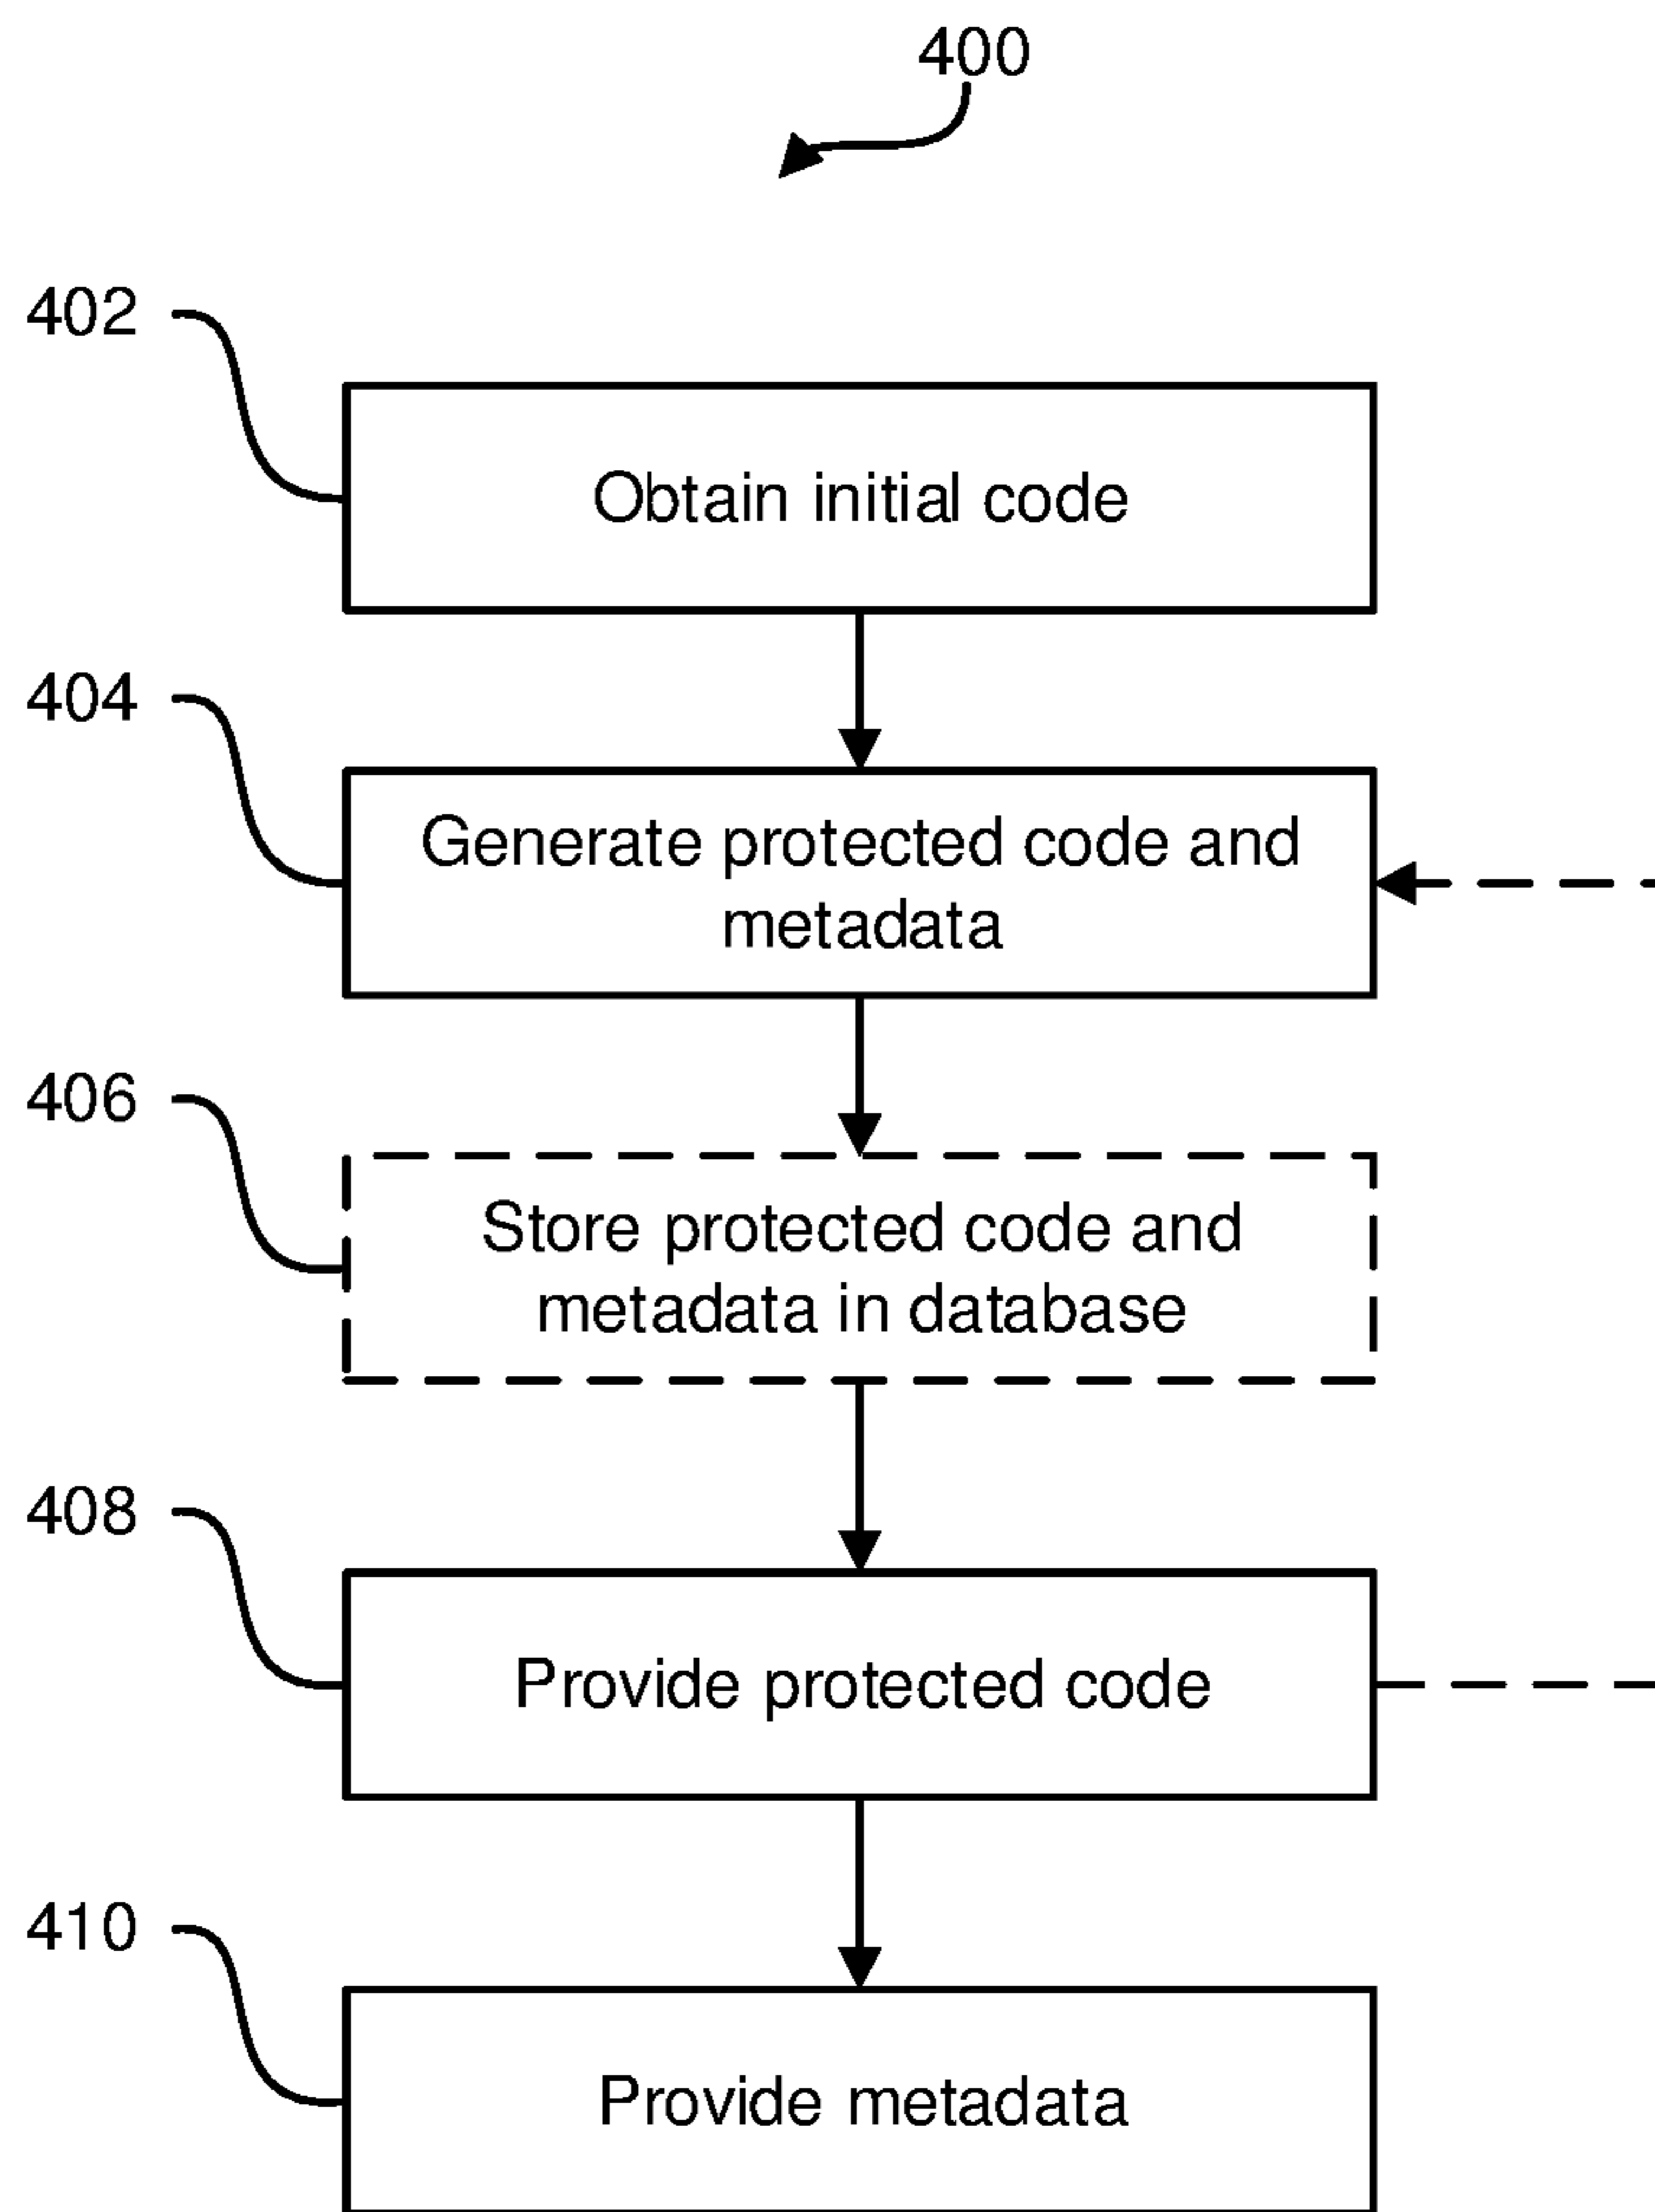 400
402
Obtain initial code
404
Generate protected code and
metadata
406
Store protected code and
metadata in database
408
Provide protected code
410
Provide metadata